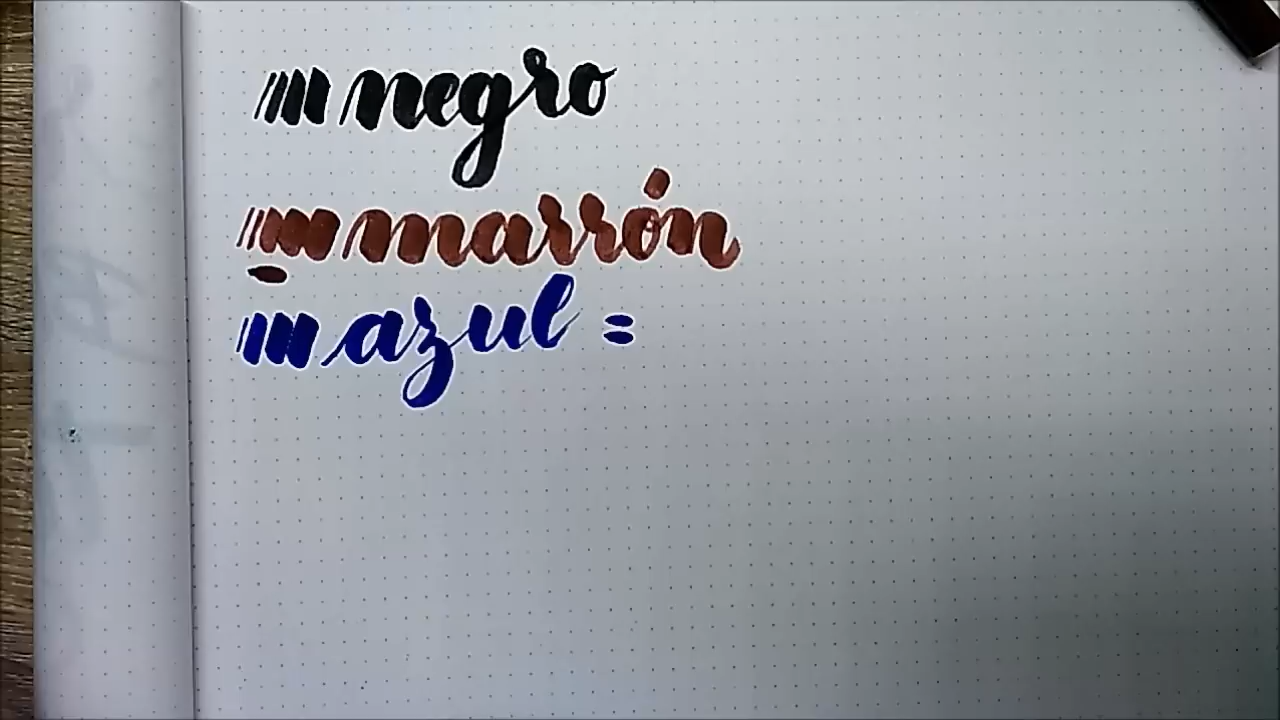 negro
marrón
azul =